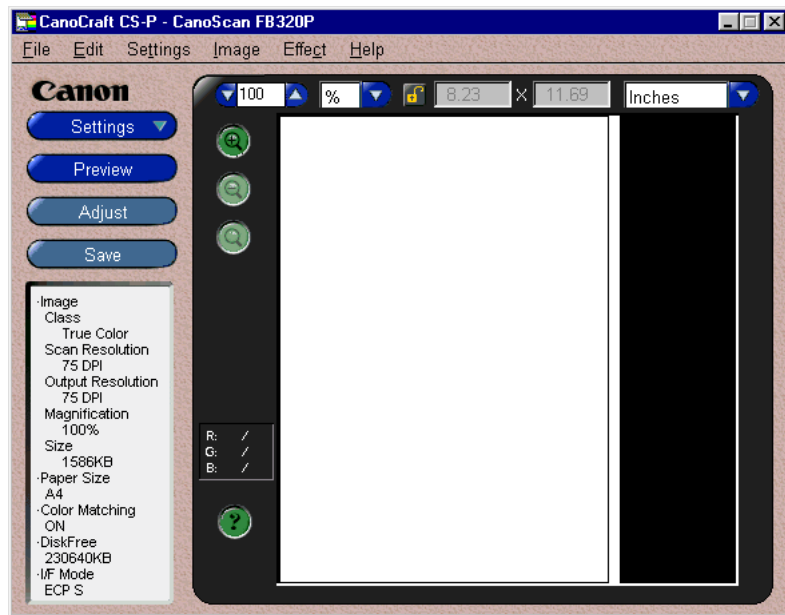 CanoCraft CS-P - CanoScan FB320P
File Edit Settings Image Effect Help
Canon
100 % 8.23 X 11.69 Inches
Settings
Preview
Adjust
Save
·Image
Class
True Color
Scan Resolution
75 DPI
Output Resolution
75 DPI
Magnification
100%
Size
1586KB
·Paper Size
A4
·Color Matching
ON
·DiskFree
230640KB
·I/F Mode
ECP S
R: /
G: /
B: /
?